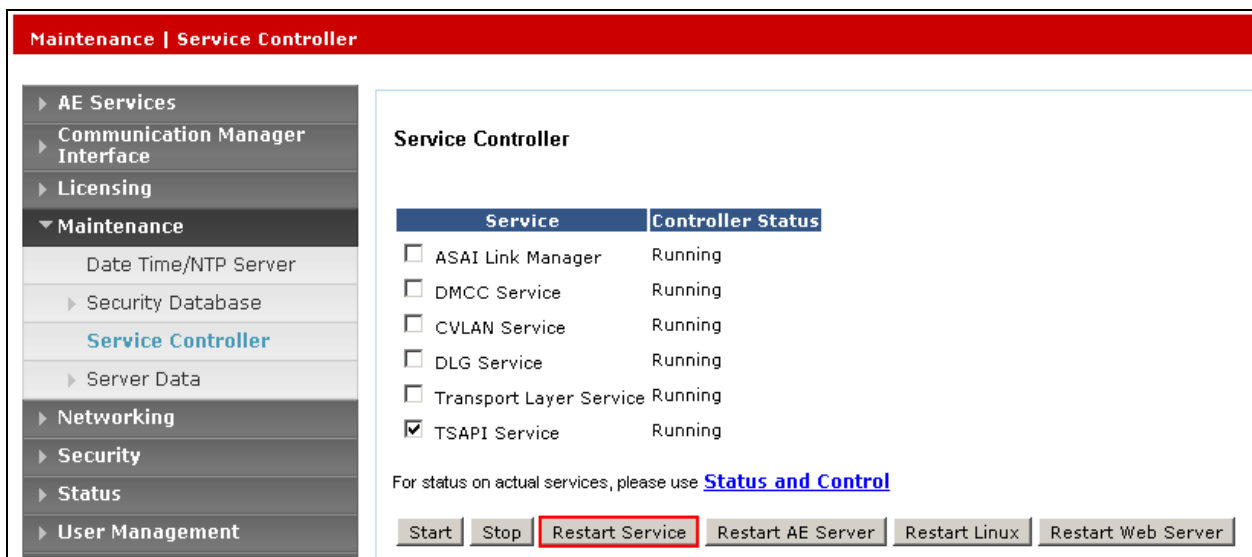 Maintenance | Service Controller
AE Services
Communication Manager
Interface
Licensing
Maintenance
Date Time/NTP Server
Security Database
Service Controller
Server Data
Networking
Security
Status
User Management
Service Controller
Service Controller Status
ASAI Link Manager Running
DMCC Service Running
CVLAN Service Running
DLG Service Running
Transport Layer Service Running
TSAPI Service Running
For status on actual services, please use Status and Control
Start Stop Restart Service Restart AE Server Restart Linux Restart Web Server